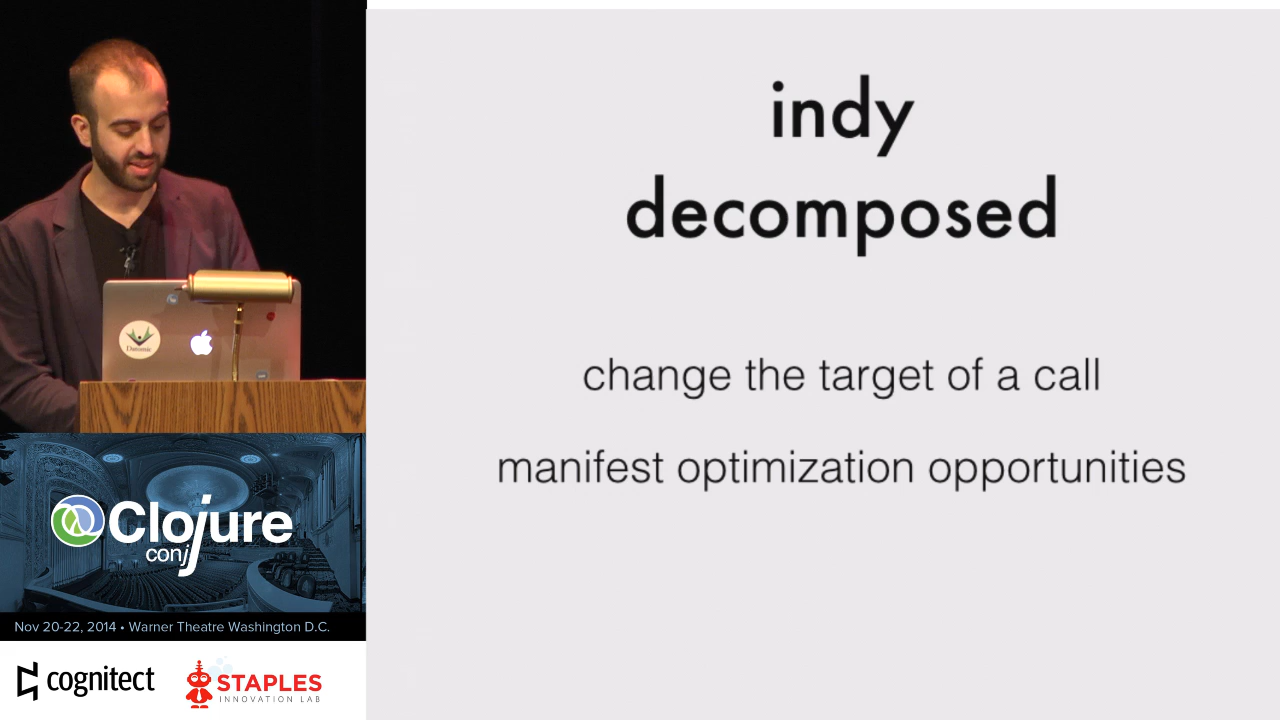 indy
decomposed
change the target of a call
manifest optimization opportunities
Datomic
Clojure
conj
Nov 20-22, 2014 • Warner Theatre Washington D.C.
cognitect
STAPLES
INNOVATION LAB